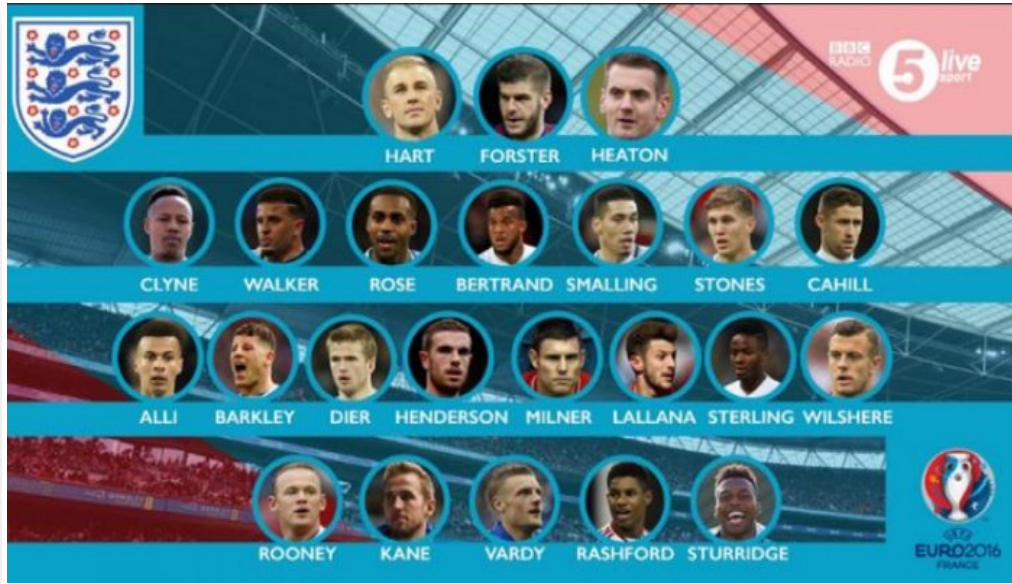 BBC
RADIO
5 live
sport
HART FORSTER HEATON
CLYNE WALKER ROSE BERTRAND SMALLING STONES CAHILL
ALLI BARKLEY DIER HENDERSON MILNER LALLANA STERLING WILSHERE
ROONEY KANE VARDY RASHFORD STURRIDGE
UEFA
EURO2016
FRANCE